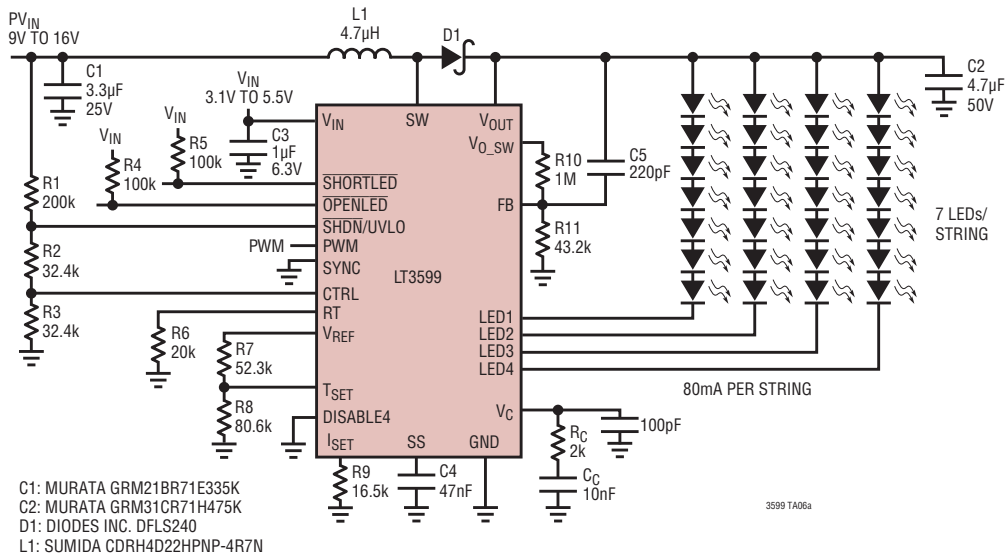 PVIN
9V TO 16V
L1
4.7µH
D1
C1
3.3µF
25V
VIN
3.1V TO 5.5V
C2
4.7µF
50V
VIN
R5
100k
C3
1µF
6.3V
VIN
R4
100k
VIN
SW
VOUT
VO_SW
R10
1M
C5
220pF
R1
200k
SHORTLED
OPENLED
SHDN/UVLO
FB
R11
43.2k
7 LEDs/
STRING
PWM
PWM
SYNC
R2
32.4k
LT3599
CTRL
RT
VREF
R3
32.4k
R6
20k
R7
52.3k
LED1
LED2
LED3
LED4
80mA PER STRING
TSET
R8
80.6k
DISABLE4
ISET
SS
GND
VC
100pF
RC
2k
R9
16.5k
C4
47nF
CC
10nF
C1: MURATA GRM21BR71E335K
C2: MURATA GRM31CR71H475K
D1: DIODES INC. DFLS240
L1: SUMIDA CDRH4D22HPNP-4R7N
3599 TA06a